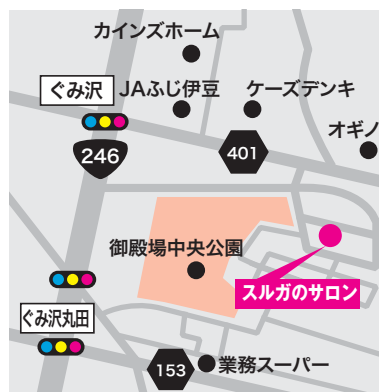 カインズホーム
ぐみ沢
JAふじ伊豆
ケーズデンキ
オギノ
401
246
御殿場中央公園
スルガのサロン
ぐみ沢丸田
153
業務スーパー